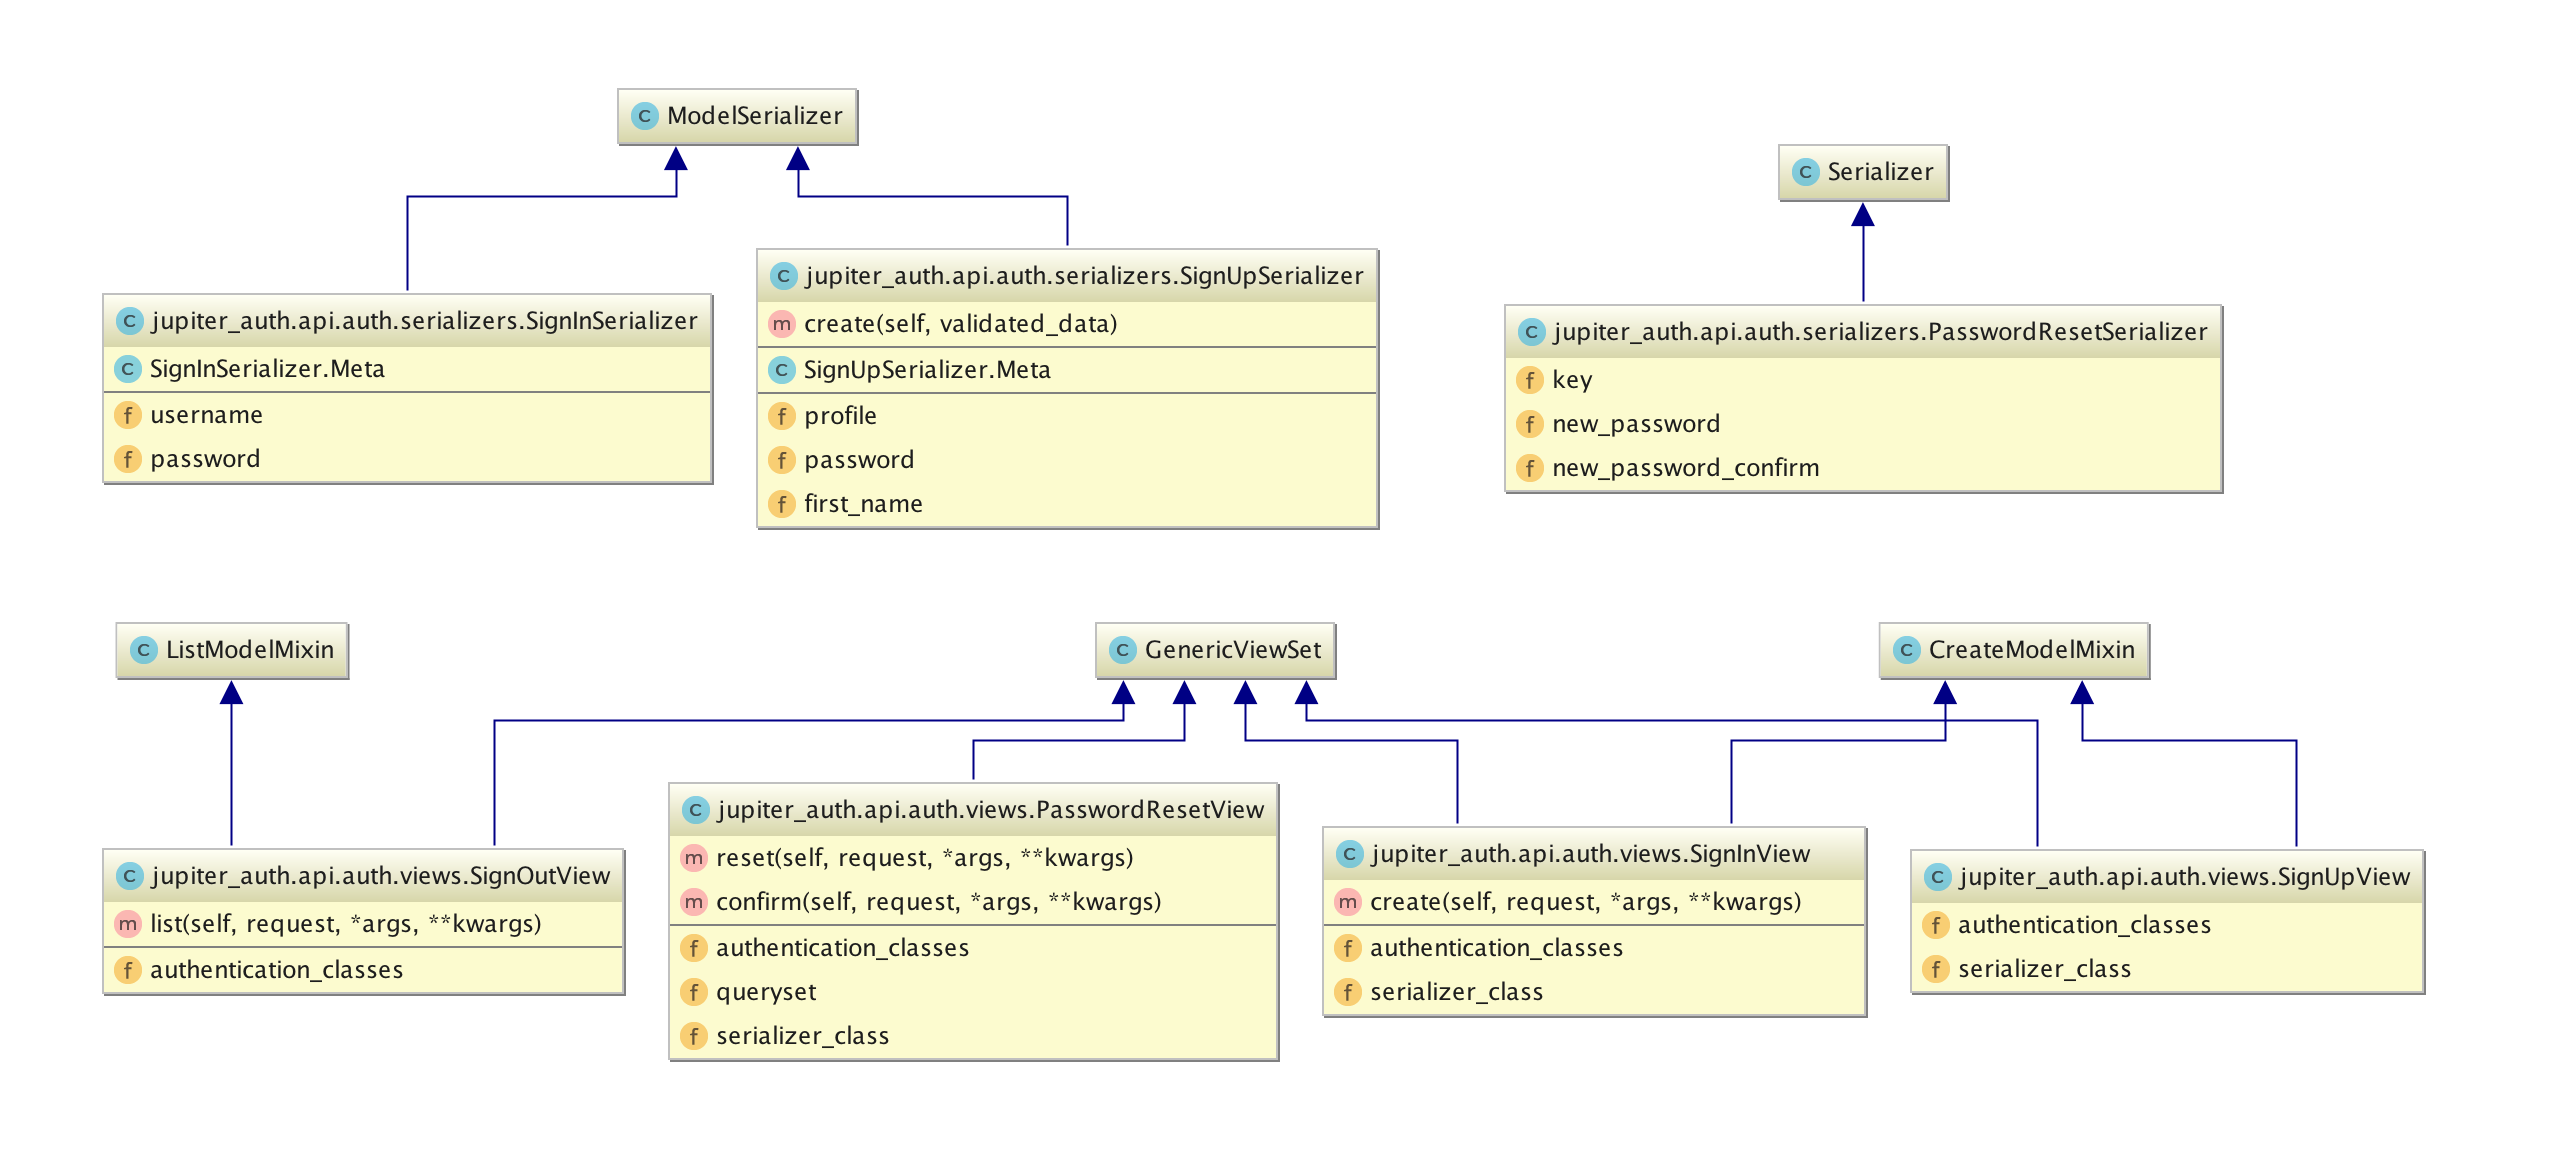 C ModelSerializer
C Serializer
C jupiter_auth.api.auth.serializers.SignInSerializer
C SignInSerializer.Meta
f username
f password
C jupiter_auth.api.auth.serializers.SignUpSerializer
m create(self, validated_data)
C SignUpSerializer.Meta
f profile
f password
f first_name
C jupiter_auth.api.auth.serializers.PasswordResetSerializer
f key
f new_password
f new_password_confirm
C ListModelMixin
C GenericViewSet
C CreateModelMixin
C jupiter_auth.api.auth.views.SignOutView
m list(self, request, *args, **kwargs)
f authentication_classes
C jupiter_auth.api.auth.views.PasswordResetView
m reset(self, request, *args, **kwargs)
m confirm(self, request, *args, **kwargs)
f authentication_classes
f queryset
f serializer_class
C jupiter_auth.api.auth.views.SignInView
m create(self, request, *args, **kwargs)
f authentication_classes
f serializer_class
C jupiter_auth.api.auth.views.SignUpView
f authentication_classes
f serializer_class